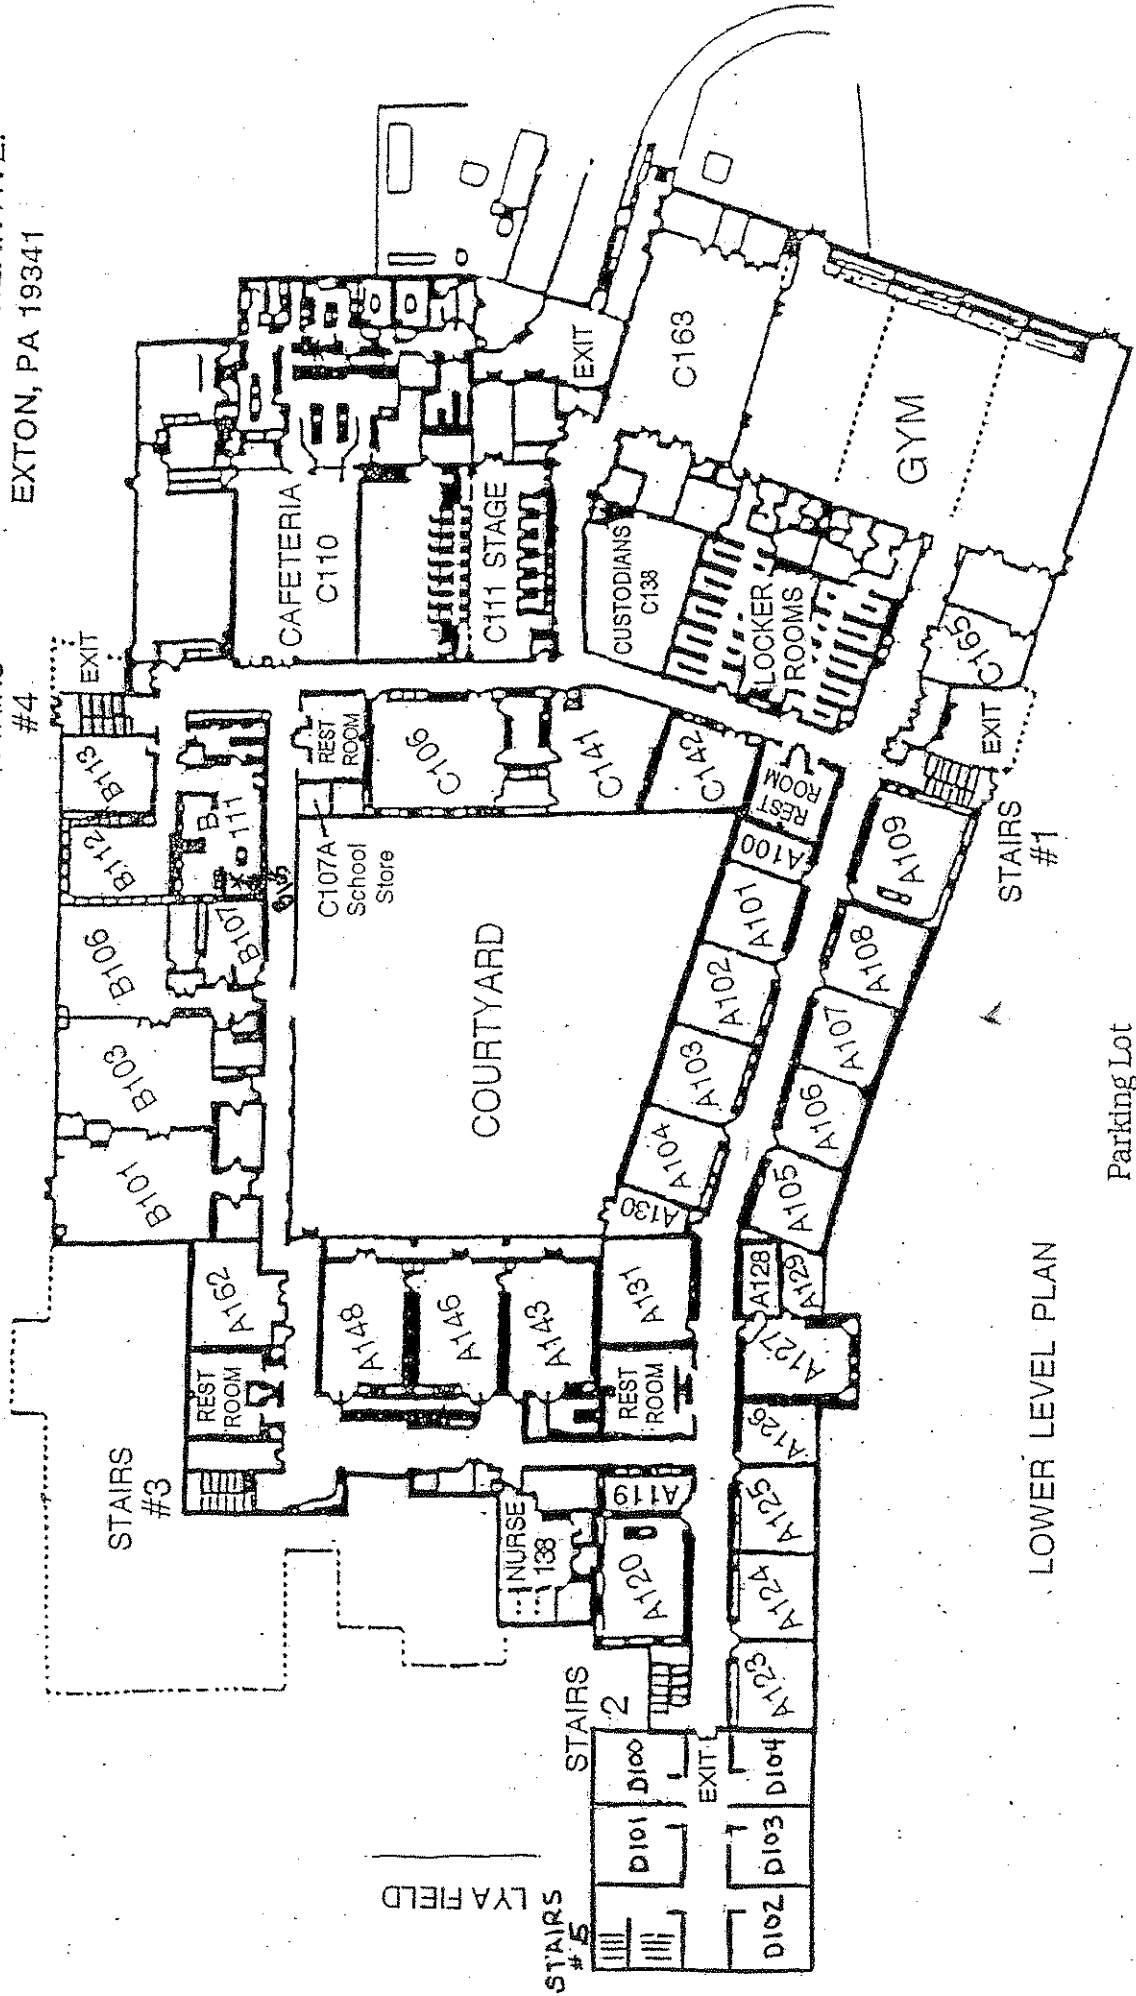 EXTON, PA 19341
#4
EXIT
B113
B112
B
111
B106
B107
B103
B101
A162
REST
ROOM
STAIRS
#3
CAFETERIA
C110
C111 STAGE
EXIT
C163
GYM
CUSTODIANS
C138
LOCKER
ROOMS
C165
EXIT
STAIRS
#1
REST
ROOM
C106
C141
C142
REST
ROOM
C107A
School
Store
COURTYARD
A100
A101
A102
A103
A104
A130
A109
A108
A107
A106
A105
A128
A129
A127
A126
A125
A124
A123
A148
A146
A143
A131
REST
ROOM
A119
A120
NURSE
138
STAIRS
2
EXIT
D100
D101
D104
D103
D102
LYA FIELD
STAIRS
#5
LOWER LEVEL PLAN
Parking Lot